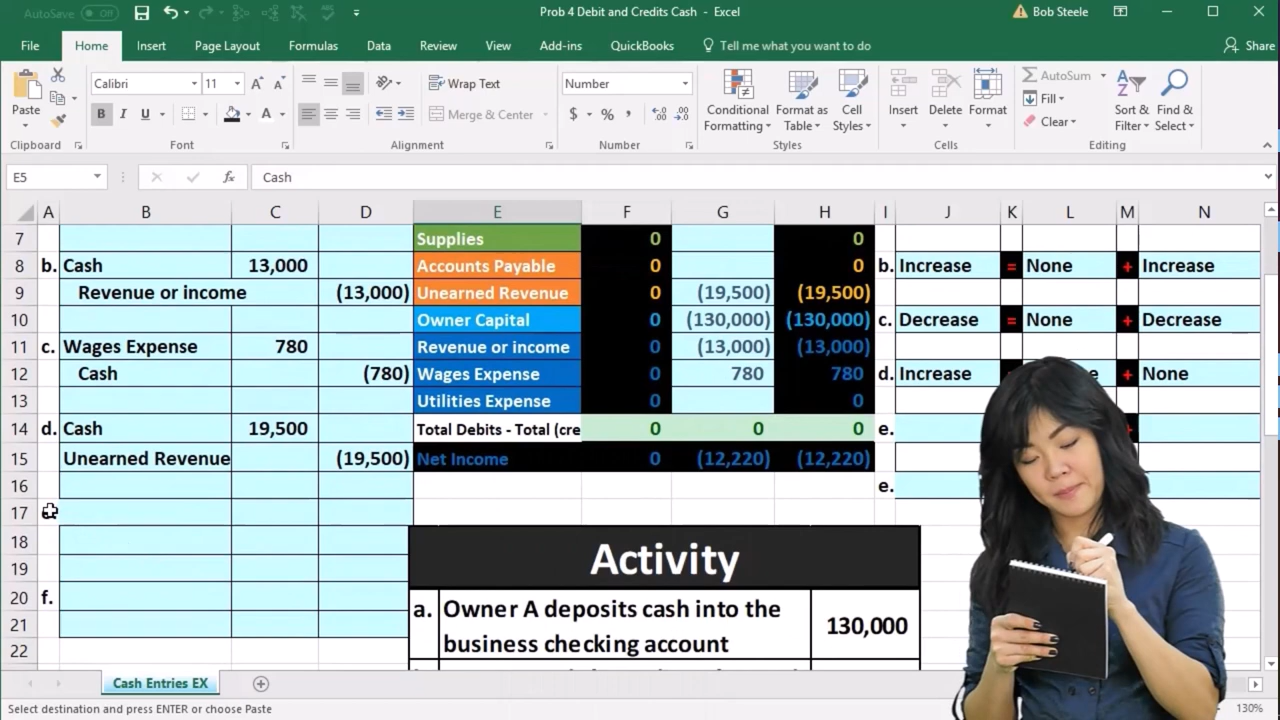 AutoSave Off Prob 4 Debit and Credits Cash - Excel Bob Steele
File Home Insert Page Layout Formulas Data Review View Add-ins QuickBooks Tell me what you want to do Share
Calibri 11 Wrap Text Number AutoSum
Paste B I U Merge & Center $ % Conditional Formatting Format as Table Cell Styles Insert Delete Format Fill Clear Sort & Filter Find & Select
Clipboard Font Alignment Number Styles Cells Editing
E5 fx Cash
A B C D E F G H I J K L M N
7 Supplies 0 0
8 b. Cash 13,000 Accounts Payable 0 0 b. Increase = None + Increase
9 Revenue or income (13,000) Unearned Revenue 0 (19,500) (19,500)
10 Owner Capital 0 (130,000) (130,000) c. Decrease = None + Decrease
11 c. Wages Expense 780 Revenue or income 0 (13,000) (13,000)
12 Cash (780) Wages Expense 0 780 780 d. Increase + None
13 Utilities Expense 0 0
14 d. Cash 19,500 Total Debits - Total (cre 0 0 0 e.
15 Unearned Revenue (19,500) Net Income 0 (12,220) (12,220)
16 e.
17
18 Activity
19
20 f. a. Owner A deposits cash into the
21 business checking account 130,000
22
Cash Entries EX
Select destination and press ENTER or choose Paste 130%